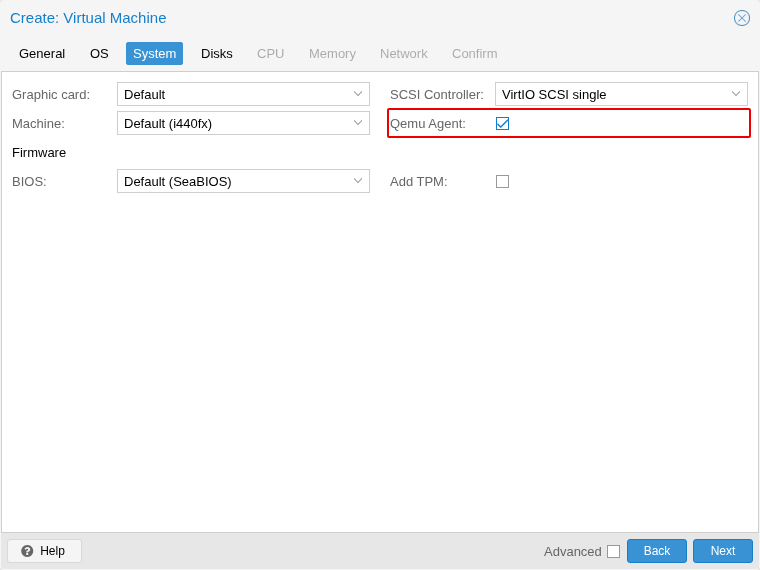 Create: Virtual Machine
General OS System Disks CPU Memory Network Confirm
Graphic card: Default SCSI Controller: VirtIO SCSI single
Machine: Default (i440fx) Qemu Agent:
Firmware
BIOS: Default (SeaBIOS) Add TPM:
? Help Advanced Back Next